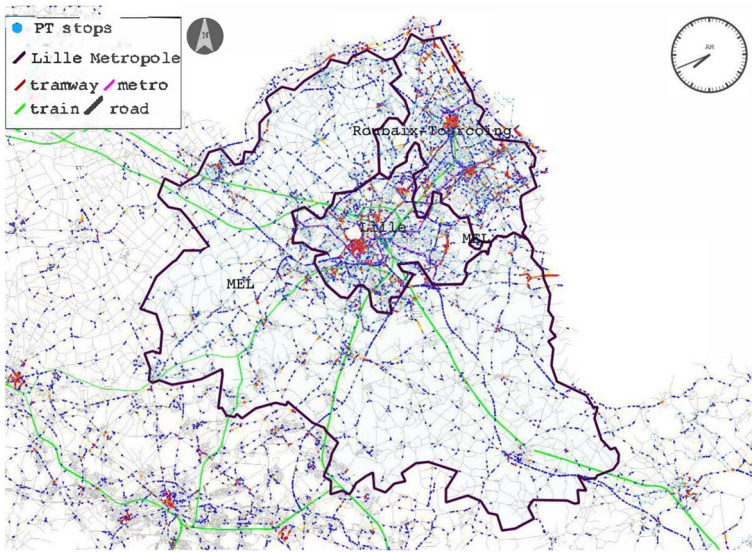 PT stops
Lille Metropole
tramway metro
train road
N
AM
Roubaix-Tourcoing
Lille
MEL
MEL